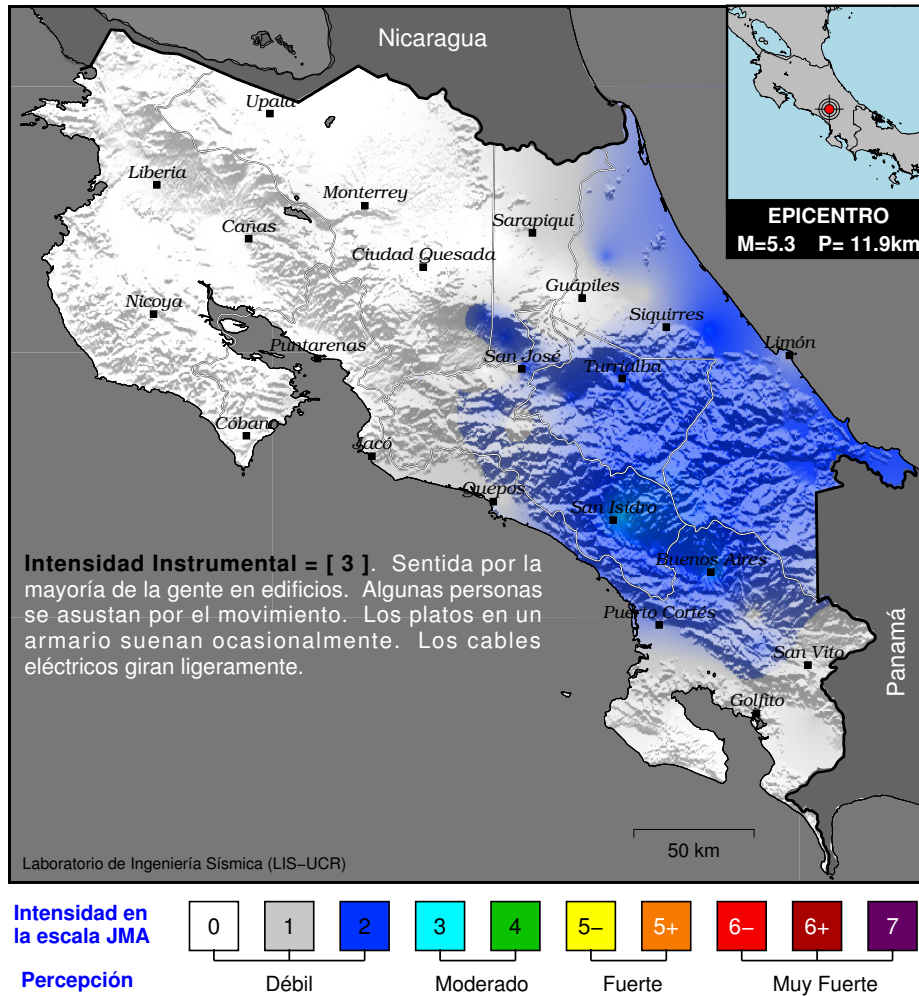 Nicaragua
Upala
Liberia
Monterrey
Cañas
Sarapiquí
Ciudad Quesada
Guápiles
Nicoya
Siquirres
Puntarenas
San José
Limón
Turrialba
Cóbano
Jacó
Quepos
San Isidro
Buenos Aires
Puerto Cortés
San Vito
Golfito
Panamá
EPICENTRO
M=5.3 P= 11.9km
Intensidad Instrumental = [ 3 ]. Sentida por la
mayoría de la gente en edificios. Algunas personas
se asustan por el movimiento. Los platos en un
armario suenan ocasionalmente. Los cables
eléctricos giran ligeramente.
50 km
Laboratorio de Ingeniería Sísmica (LIS−UCR)
Intensidad en
la escala JMA
0 1 2 3 4 5− 5+ 6− 6+ 7
Percepción
Débil Moderado Fuerte Muy Fuerte